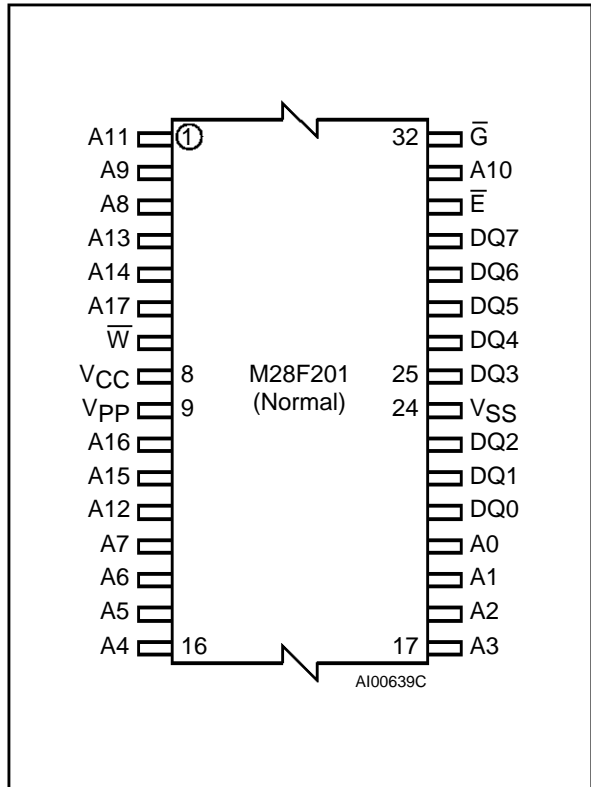 A11 ① 32 G̅
A9 A10
A8 E̅
A13 DQ7
A14 DQ6
A17 DQ5
W̅ DQ4
VCC 8 M28F201 25 DQ3
VPP 9 (Normal) 24 VSS
A16 DQ2
A15 DQ1
A12 DQ0
A7 A0
A6 A1
A5 A2
A4 16 17 A3
AI00639C